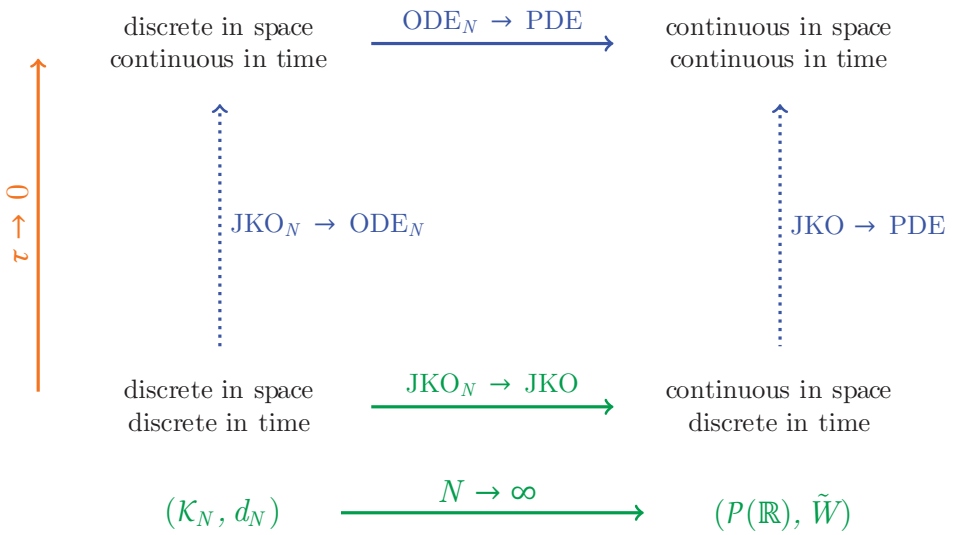 discrete in space
continuous in time
ODE_N → PDE
continuous in space
continuous in time
τ → 0
JKO_N → ODE_N
JKO → PDE
discrete in space
discrete in time
JKO_N → JKO
continuous in space
discrete in time
(𝒦_N, d_N)
N → ∞
(𝒫(ℝ), W̃)